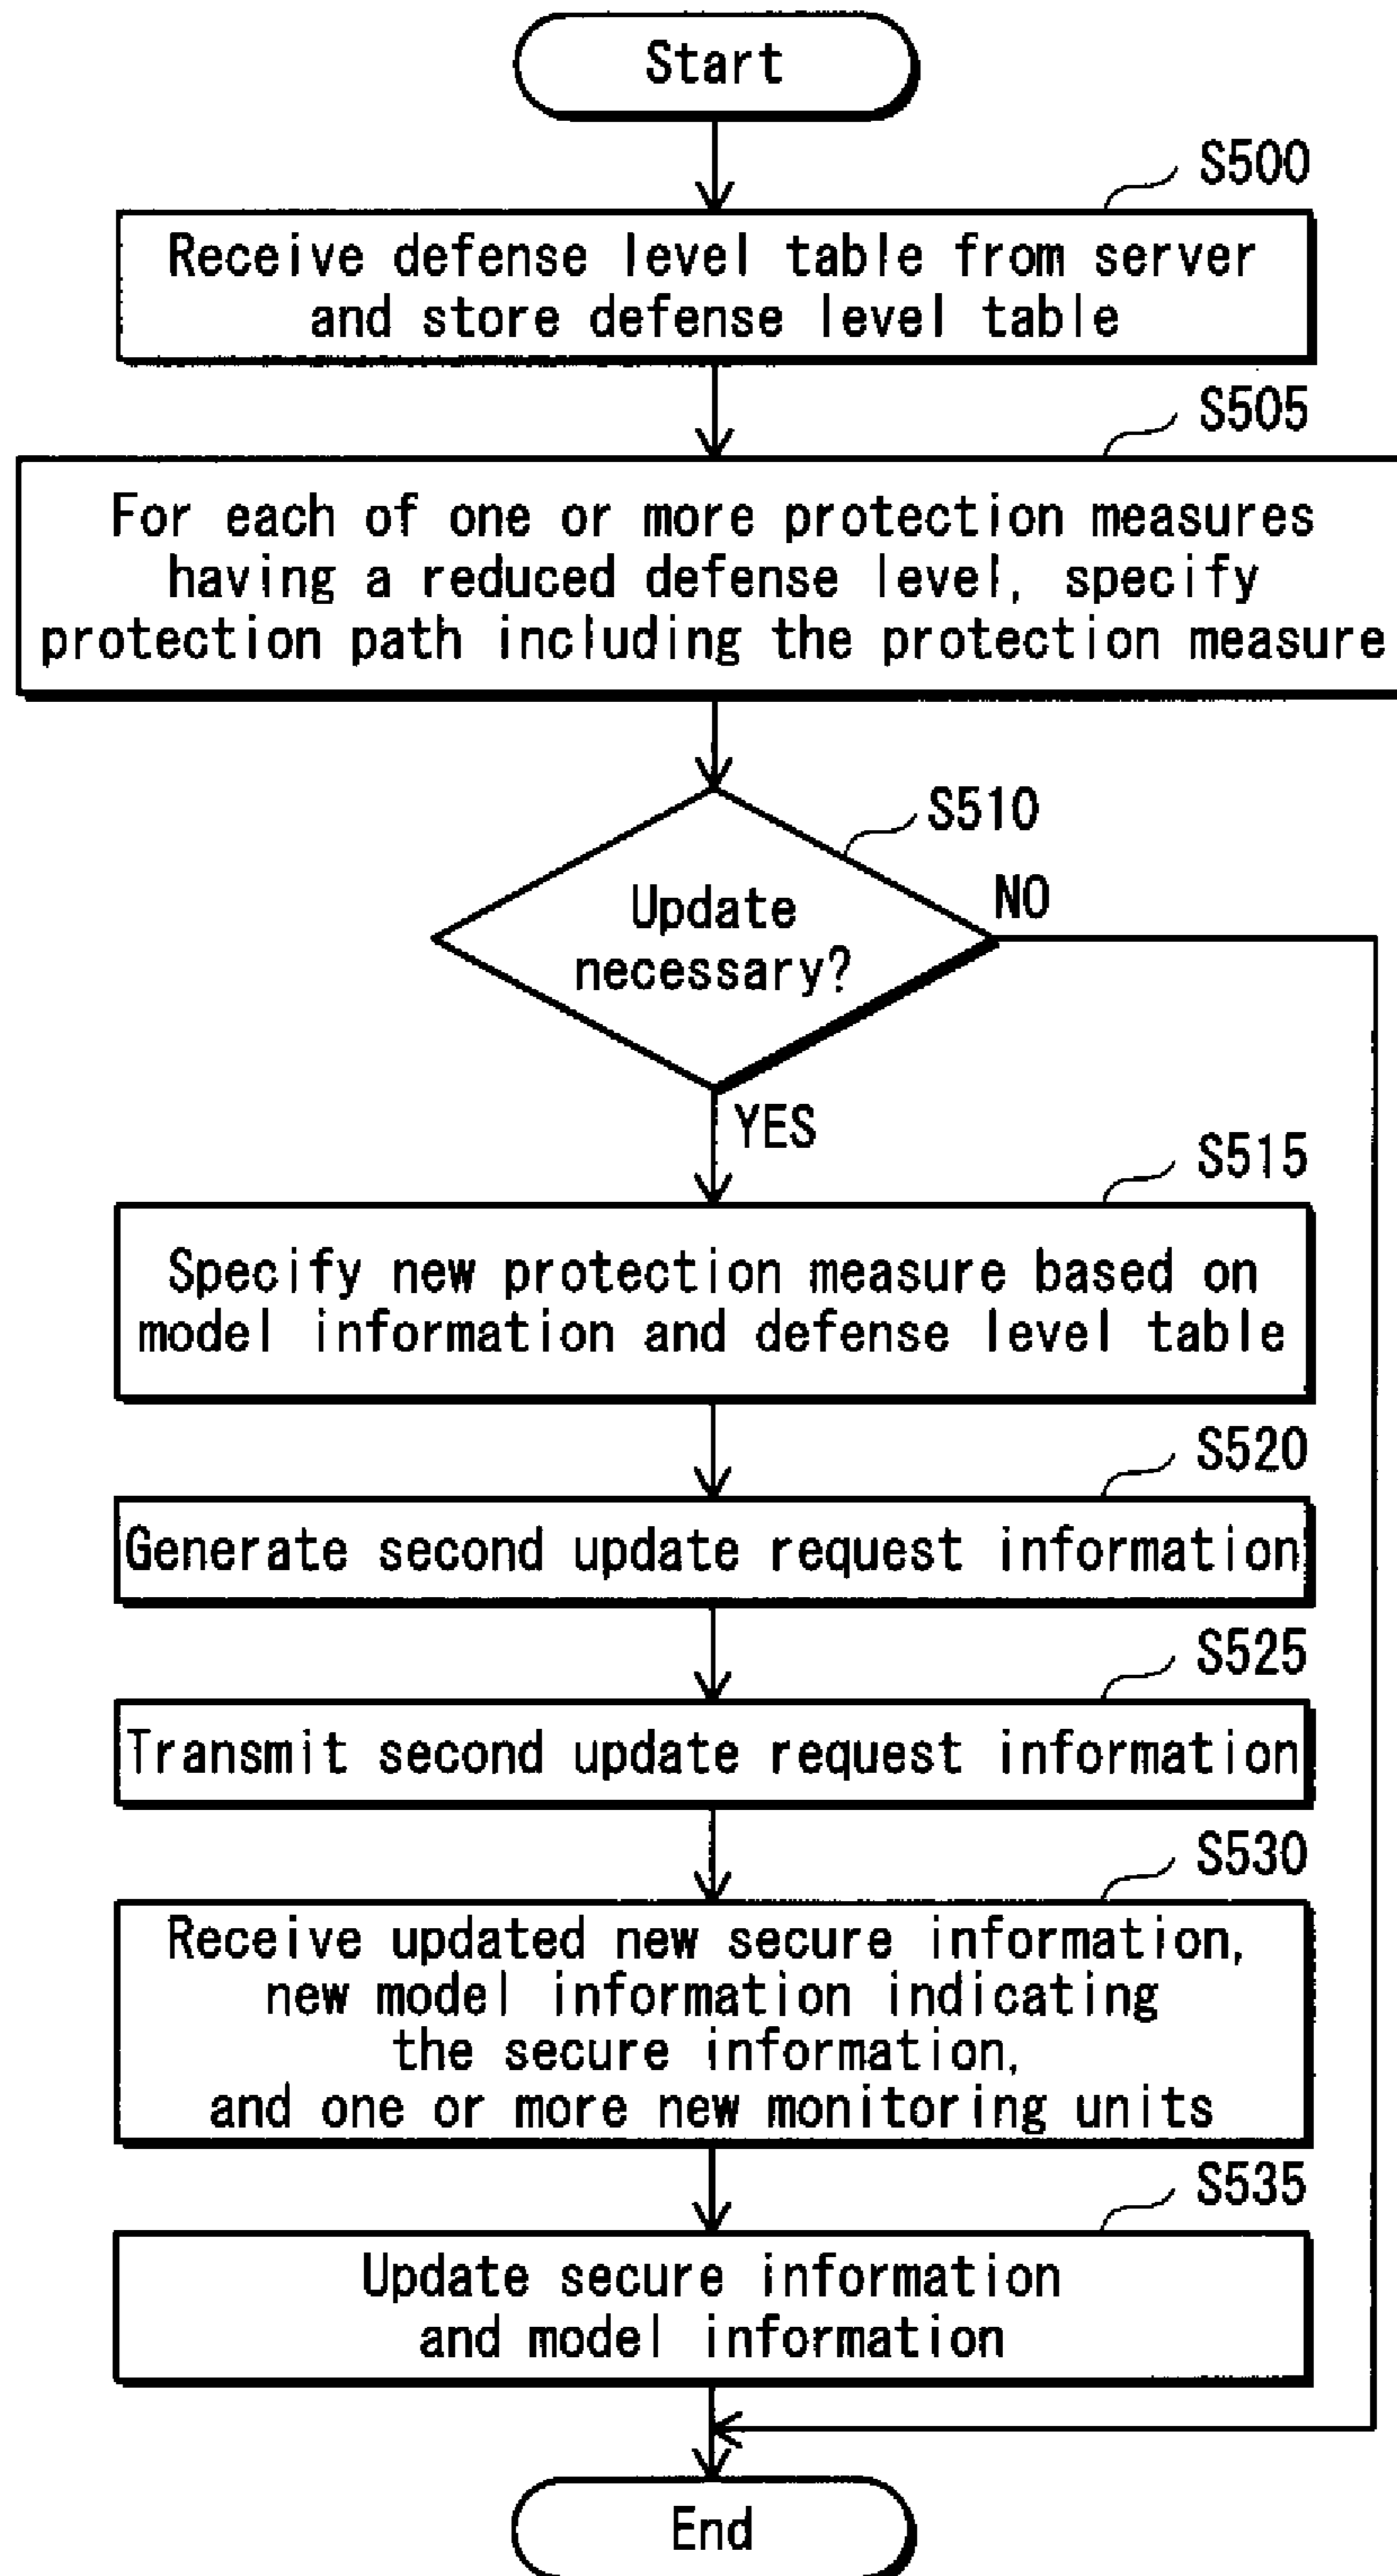 Start
S500
Receive defense level table from server
and store defense level table
S505
For each of one or more protection measures
having a reduced defense level, specify
protection path including the protection measure
S510
Update
necessary?
NO
YES
S515
Specify new protection measure based on
model information and defense level table
S520
Generate second update request information
S525
Transmit second update request information
S530
Receive updated new secure information,
new model information indicating
the secure information,
and one or more new monitoring units
S535
Update secure information
and model information
End